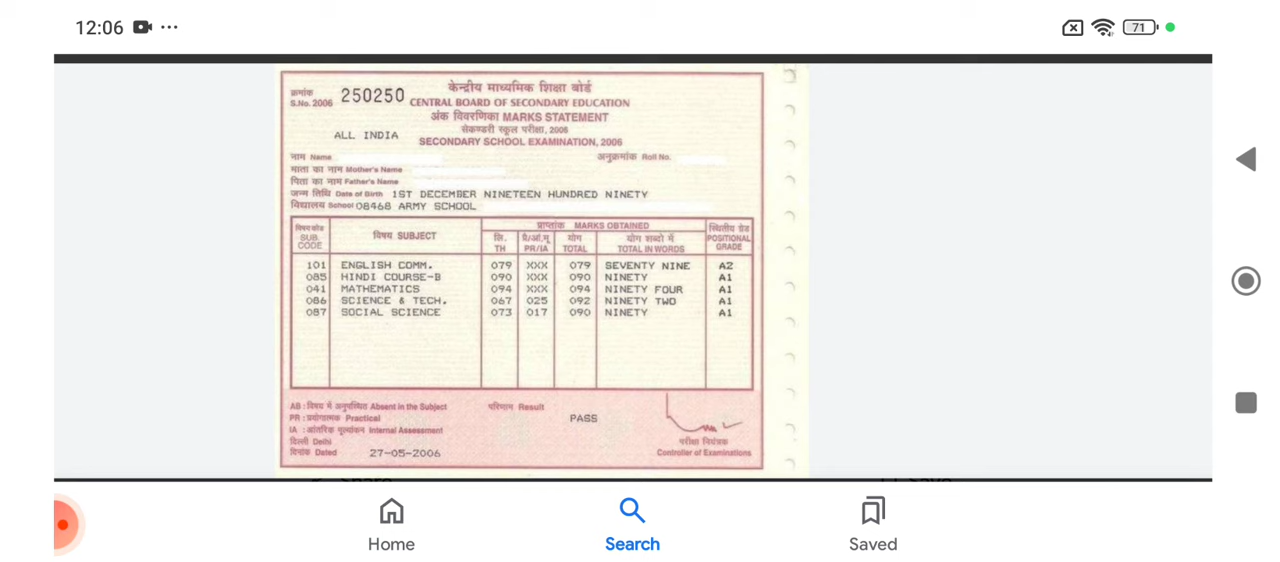 12:06
71
क्रमांक
S.No. 2006 250250
केन्द्रीय माध्यमिक शिक्षा बोर्ड
CENTRAL BOARD OF SECONDARY EDUCATION
अंक विवरणिका MARKS STATEMENT
सेकण्डरी स्कूल परीक्षा, 2006
ALL INDIA
SECONDARY SCHOOL EXAMINATION, 2006
नाम Name अनुक्रमांक Roll No.
माता का नाम Mother's Name
पिता का नाम Father's Name
जन्म तिथि Date of Birth 1ST DECEMBER NINETEEN HUNDRED NINETY
विद्यालय School 08468 ARMY SCHOOL
विषय कोड SUB. CODE विषय SUBJECT प्राप्तांक MARKS OBTAINED स्थितीय ग्रेड POSITIONAL GRADE
लि. TH प्रै/आं.मू PR/IA योग TOTAL योग शब्दो में TOTAL IN WORDS
101 ENGLISH COMM. 079 XXX 079 SEVENTY NINE A2
085 HINDI COURSE-B 090 XXX 090 NINETY A1
041 MATHEMATICS 094 XXX 094 NINETY FOUR A1
086 SCIENCE & TECH. 067 025 092 NINETY TWO A1
087 SOCIAL SCIENCE 073 017 090 NINETY A1
AB : विषय में अनुपस्थित Absent in the Subject परिणाम Result
PR : प्रयोगात्मक Practical PASS
IA : आंतरिक मूल्यांकन Internal Assessment
दिल्ली Delhi परीक्षा नियंत्रक
दिनांक Dated 27-05-2006 Controller of Examinations
Home Search Saved